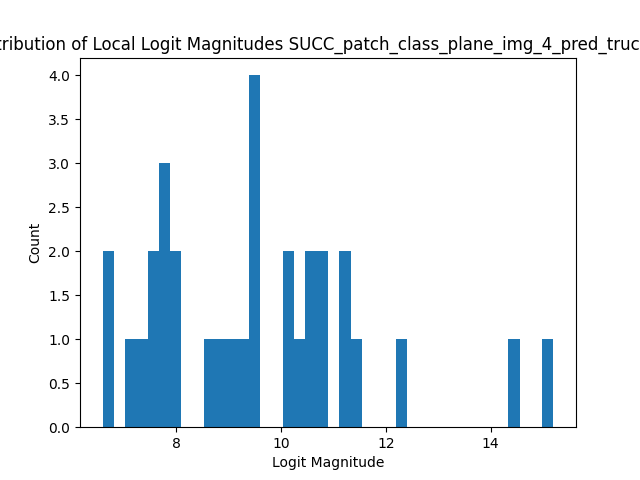 tribution of Local Logit Magnitudes SUCC_patch_class_plane_img_4_pred_truc
4.0
3.5
3.0
2.5
2.0
1.5
1.0
0.5
0.0
Count
8 10 12 14
Logit Magnitude